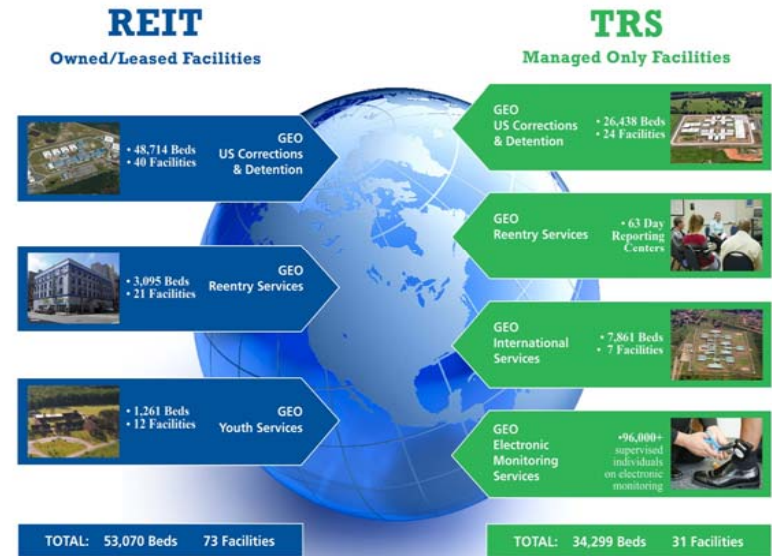 REIT
Owned/Leased Facilities
• 48,714 Beds
• 40 Facilities
GEO
US Corrections
& Detention
• 3,095 Beds
• 21 Facilities
GEO
Reentry Services
• 1,261 Beds
• 12 Facilities
GEO
Youth Services
TOTAL: 53,070 Beds 73 Facilities
TRS
Managed Only Facilities
GEO
US Corrections
& Detention
• 26,438 Beds
• 24 Facilities
GEO
Reentry Services
• 63 Day
Reporting
Centers
GEO
International
Services
• 7,861 Beds
• 7 Facilities
GEO
Electronic
Monitoring
Services
•96,000+
supervised
individuals
on electronic
monitoring
TOTAL: 34,299 Beds 31 Facilities